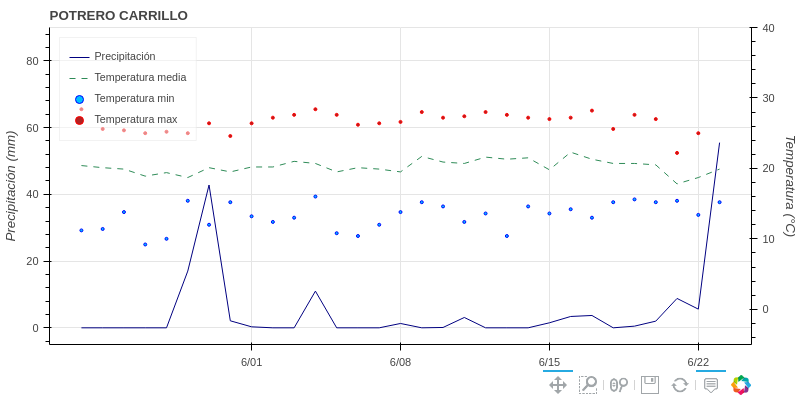 POTRERO CARRILLO
Precipitación
Temperatura media
Temperatura min
Temperatura max
Precipitación (mm)
80
60
40
20
0
40
30
20
10
0
Temperatura (°C)
6/01
6/08
6/15
6/22